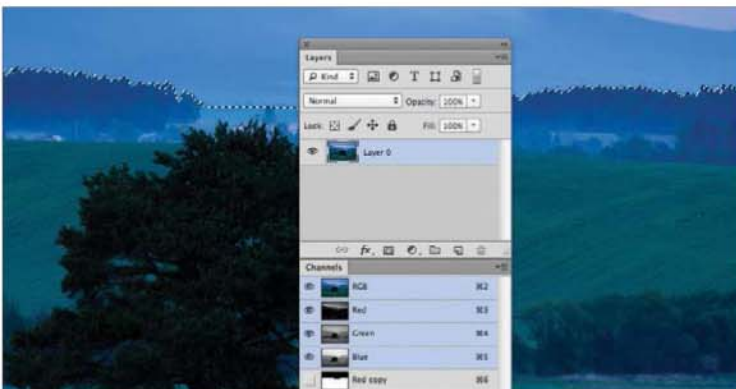 Layers
Kind
Normal Opacity: 100%
Lock: Fill: 100%
Layer 0
fx
Channels
RGB ⌘2
Red ⌘3
Green ⌘4
Blue ⌘5
Red copy ⌘6